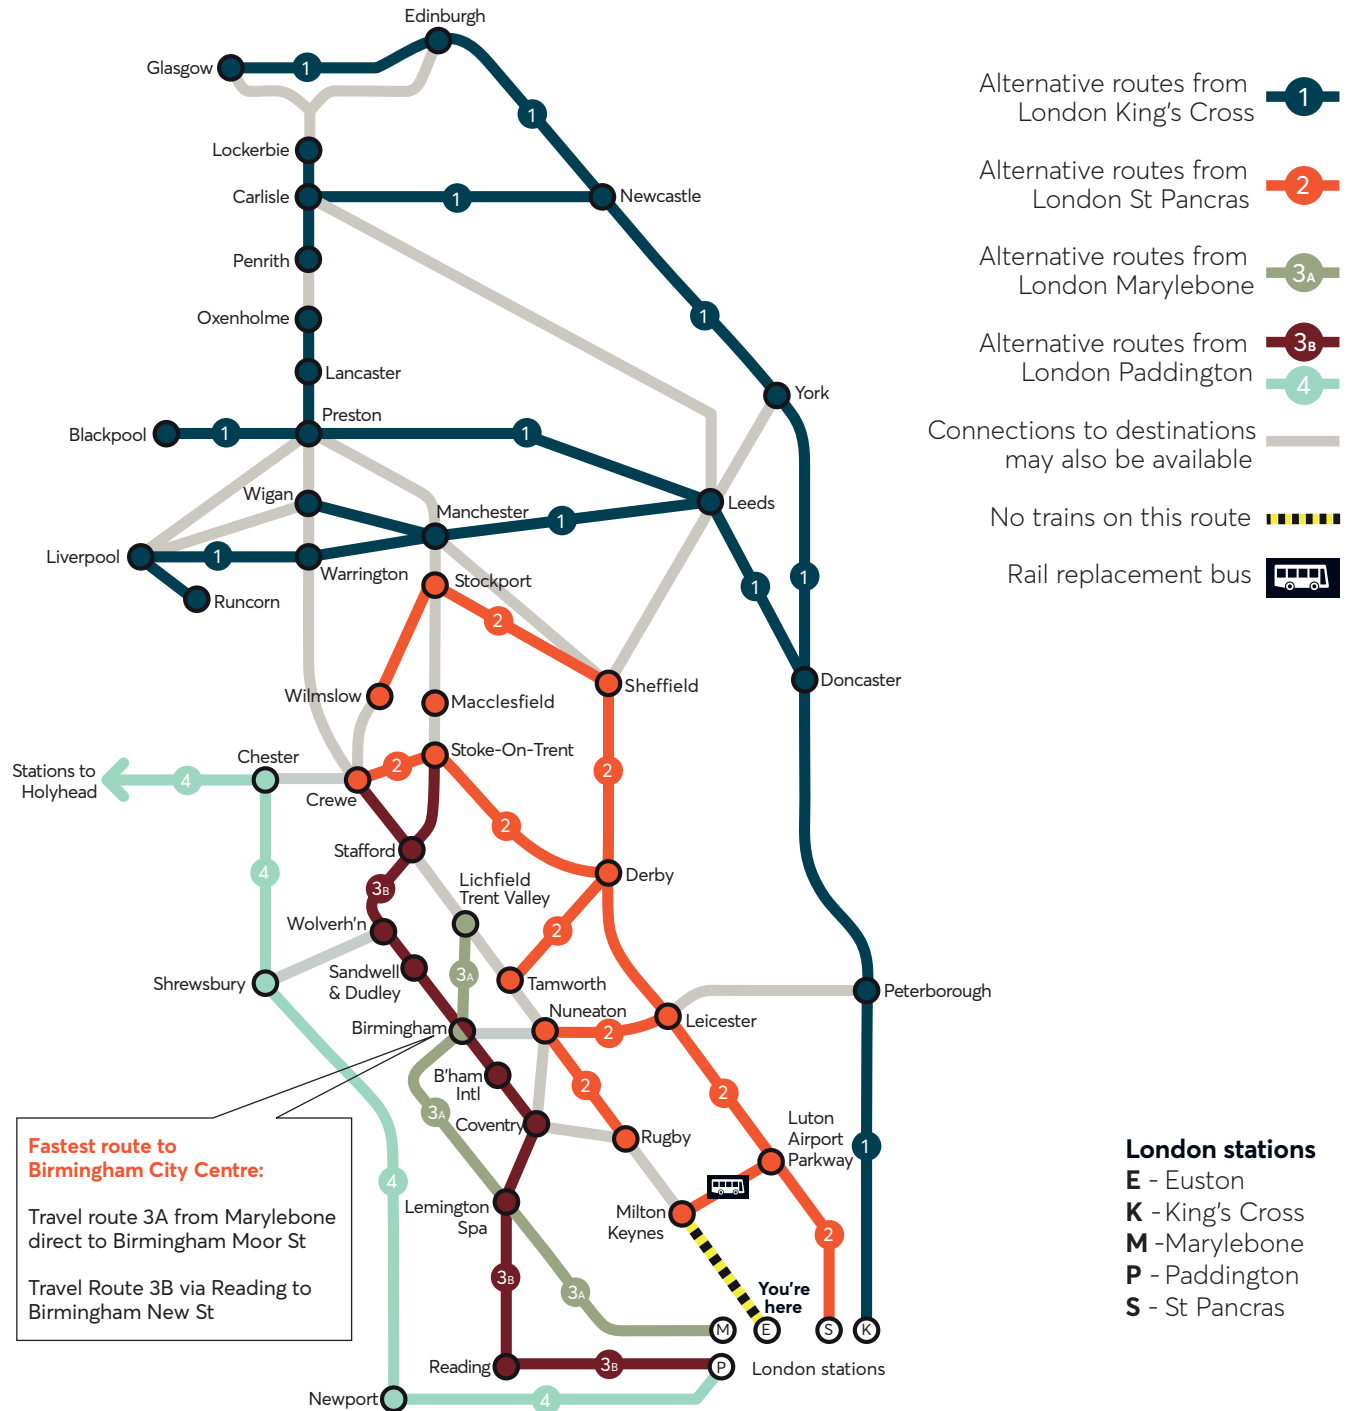 Edinburgh
Glasgow
1
1
Lockerbie
Carlisle
1
Newcastle
Penrith
Oxenholme
1
Lancaster
York
Preston
Blackpool
1
1
Wigan
Manchester
Leeds
1
Liverpool
1
Warrington
Stockport
1
1
Runcorn
2
Sheffield
Doncaster
Wilmslow
Macclesfield
Stoke-On-Trent
Chester
Stations to
Holyhead
4
2
2
Crewe
2
Stafford
4
Derby
Lichfield
Trent Valley
3B
Wolverh'n
2
Sandwell
& Dudley
3A
Shrewsbury
Tamworth
Peterborough
Nuneaton
Leicester
Birmingham
2
B'ham
Intl
2
2
3A
Coventry
Rugby
Luton
Airport
Parkway
1
4
Lemington
Spa
Milton
Keynes
2
3B
3A
You're
here
M
E
S
K
London stations
Reading
3B
P
Newport
4
Fastest route to
Birmingham City Centre:
Travel route 3A from Marylebone
direct to Birmingham Moor St
Travel Route 3B via Reading to
Birmingham New St
Alternative routes from
London King's Cross
1
Alternative routes from
London St Pancras
2
Alternative routes from
London Marylebone
3A
Alternative routes from
London Paddington
3B
4
Connections to destinations
may also be available
No trains on this route
Rail replacement bus
London stations
E - Euston
K - King's Cross
M - Marylebone
P - Paddington
S - St Pancras